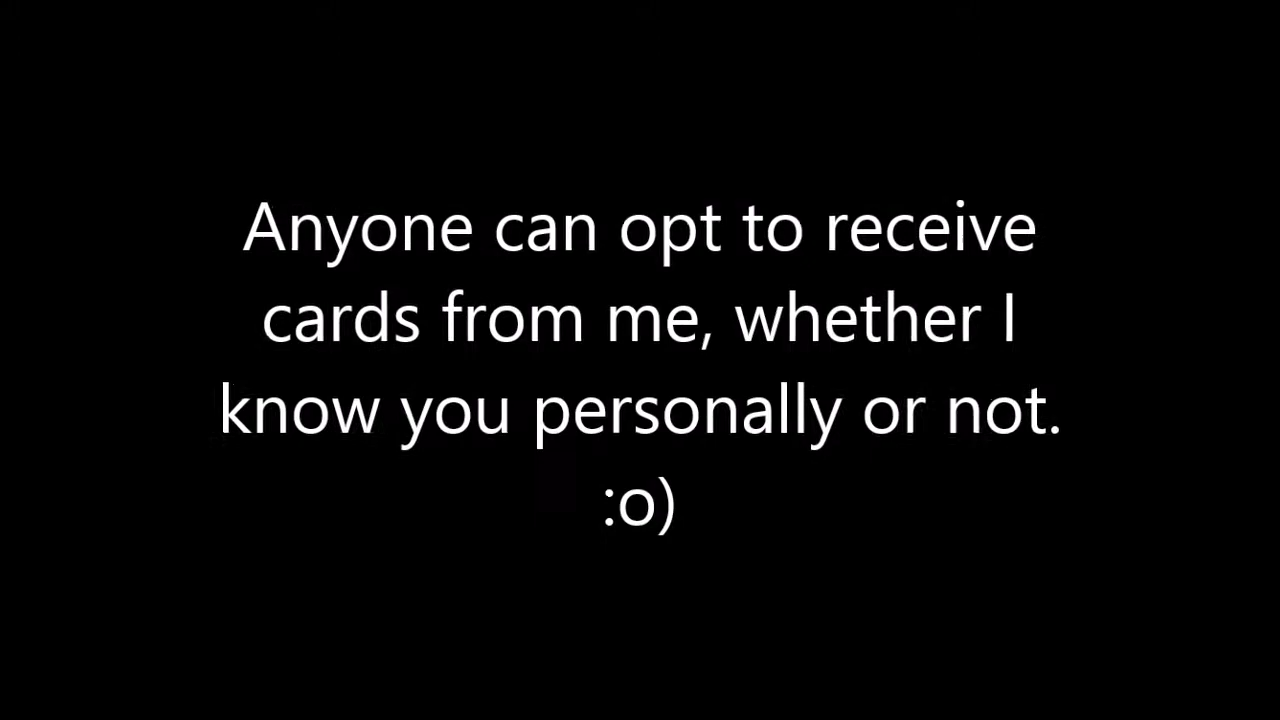 Anyone can opt to receive
cards from me, whether I
know you personally or not.
:o)